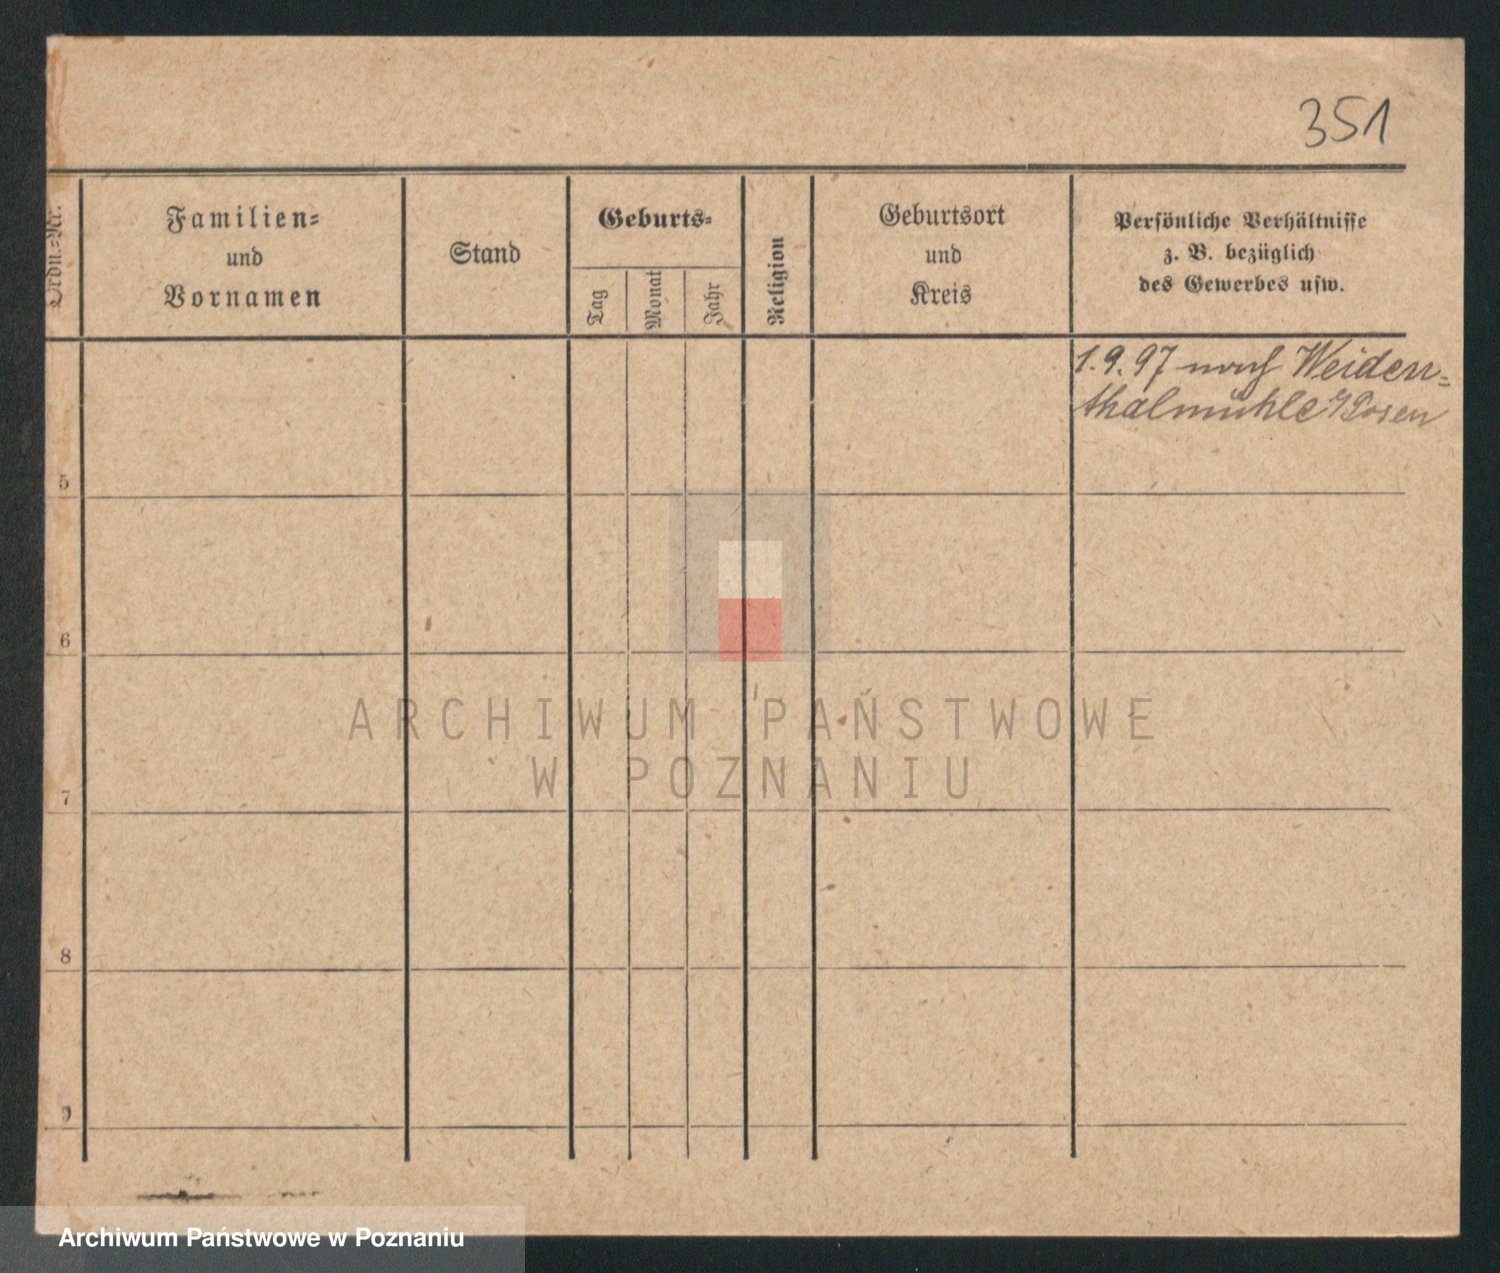 351
Ordn.=Nr.
Familien=
und
Vornamen
Stand
Geburts=
Tag
Monat
Jahr
Religion
Geburtsort
und
Kreis
Persönliche Verhältnisse
z. B. bezüglich
des Gewerbes usw.
1.9.97 nach Weiden=
thalmühle Posen
5
6
7
8
9
ARCHIWUM PAŃSTWOWE
W POZNANIU
Archiwum Państwowe w Poznaniu